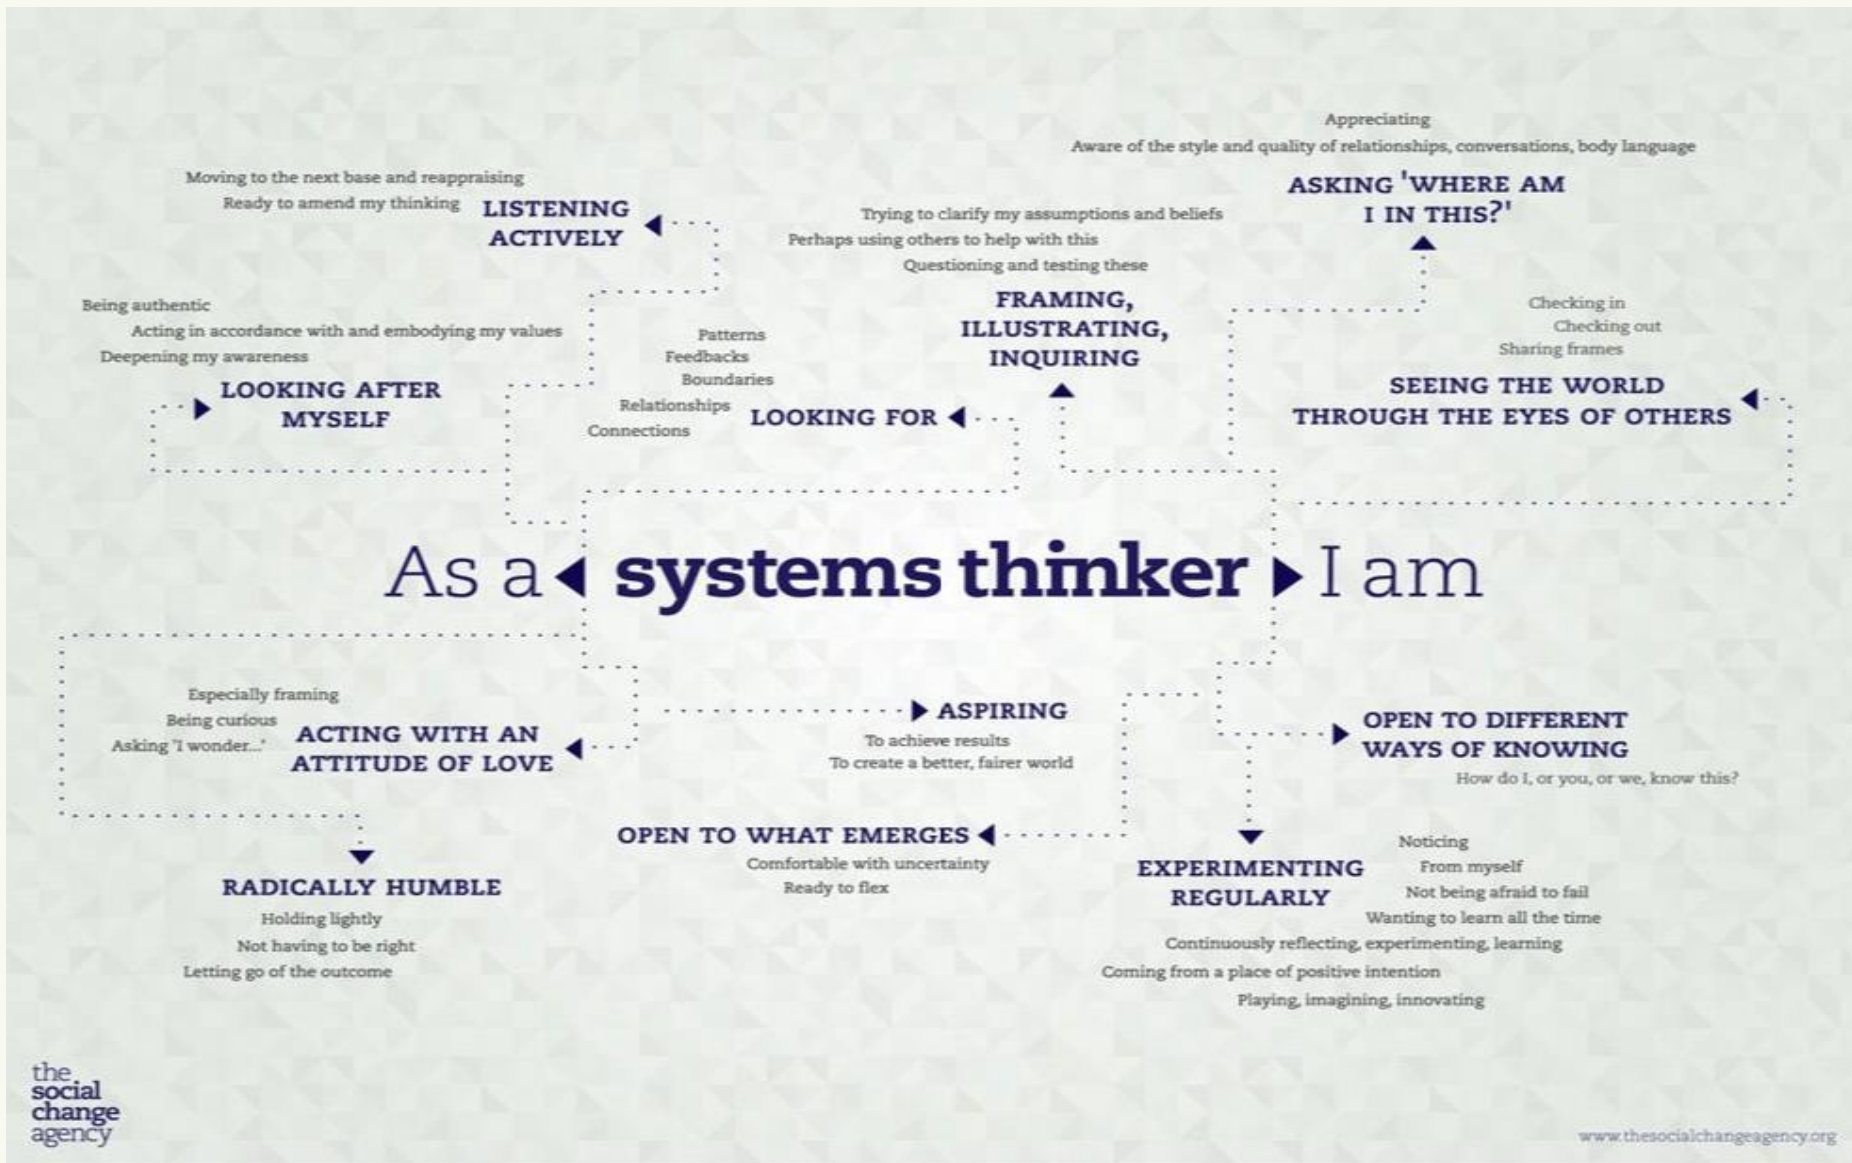 Appreciating
Aware of the style and quality of relationships, conversations, body language
ASKING 'WHERE AM
I IN THIS?'
Moving to the next base and reappraising
Ready to amend my thinking
LISTENING
ACTIVELY
Trying to clarify my assumptions and beliefs
Perhaps using others to help with this
Questioning and testing these
FRAMING,
ILLUSTRATING,
INQUIRING
Being authentic
Acting in accordance with and embodying my values
Deepening my awareness
LOOKING AFTER
MYSELF
Patterns
Feedbacks
Boundaries
Relationships
Connections
LOOKING FOR
Checking in
Checking out
Sharing frames
SEEING THE WORLD
THROUGH THE EYES OF OTHERS
As a systems thinker I am
Especially framing
Being curious
Asking "I wonder..."
ACTING WITH AN
ATTITUDE OF LOVE
ASPIRING
To achieve results
To create a better, fairer world
OPEN TO DIFFERENT
WAYS OF KNOWING
How do I, or you, or we, know this?
OPEN TO WHAT EMERGES
Comfortable with uncertainty
Ready to flex
RADICALLY HUMBLE
Holding lightly
Not having to be right
Letting go of the outcome
EXPERIMENTING
REGULARLY
Noticing
From myself
Not being afraid to fail
Wanting to learn all the time
Continuously reflecting, experimenting, learning
Coming from a place of positive intention
Playing, imagining, innovating
the
social
change
agency
www.thesocialchangeagency.org